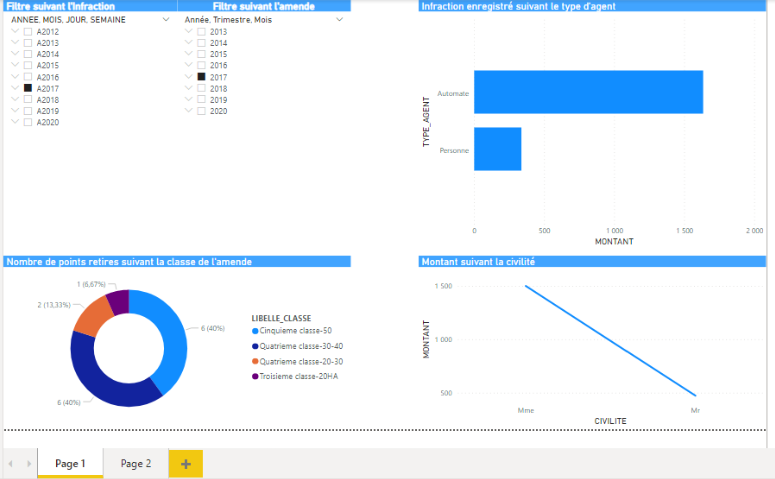 Filtre suivant l'Infraction
Filtre suivant l'amende
ANNEE, MOIS, JOUR, SEMAINE
A2012
A2013
A2014
A2015
A2016
A2017
A2018
A2019
A2020
Année, Trimestre, Mois
2013
2014
2015
2016
2017
2018
2019
2020
Infraction enregistré suivant le type d'agent
TYPE_AGENT
Automate
Personne
0
500
1 000
1 500
2 000
MONTANT
Nombre de points retires suivant la classe de l'amende
1 (6,67%)
2 (13,33%)
6 (40%)
6 (40%)
LIBELLE_CLASSE
Cinquieme classe-50
Quatrieme classe-30-40
Quatrieme classe-20-30
Troisieme classe-20HA
Montant suivant la civilité
MONTANT
1 500
1 000
500
Mme
Mr
CIVILITE
Page 1
Page 2
+